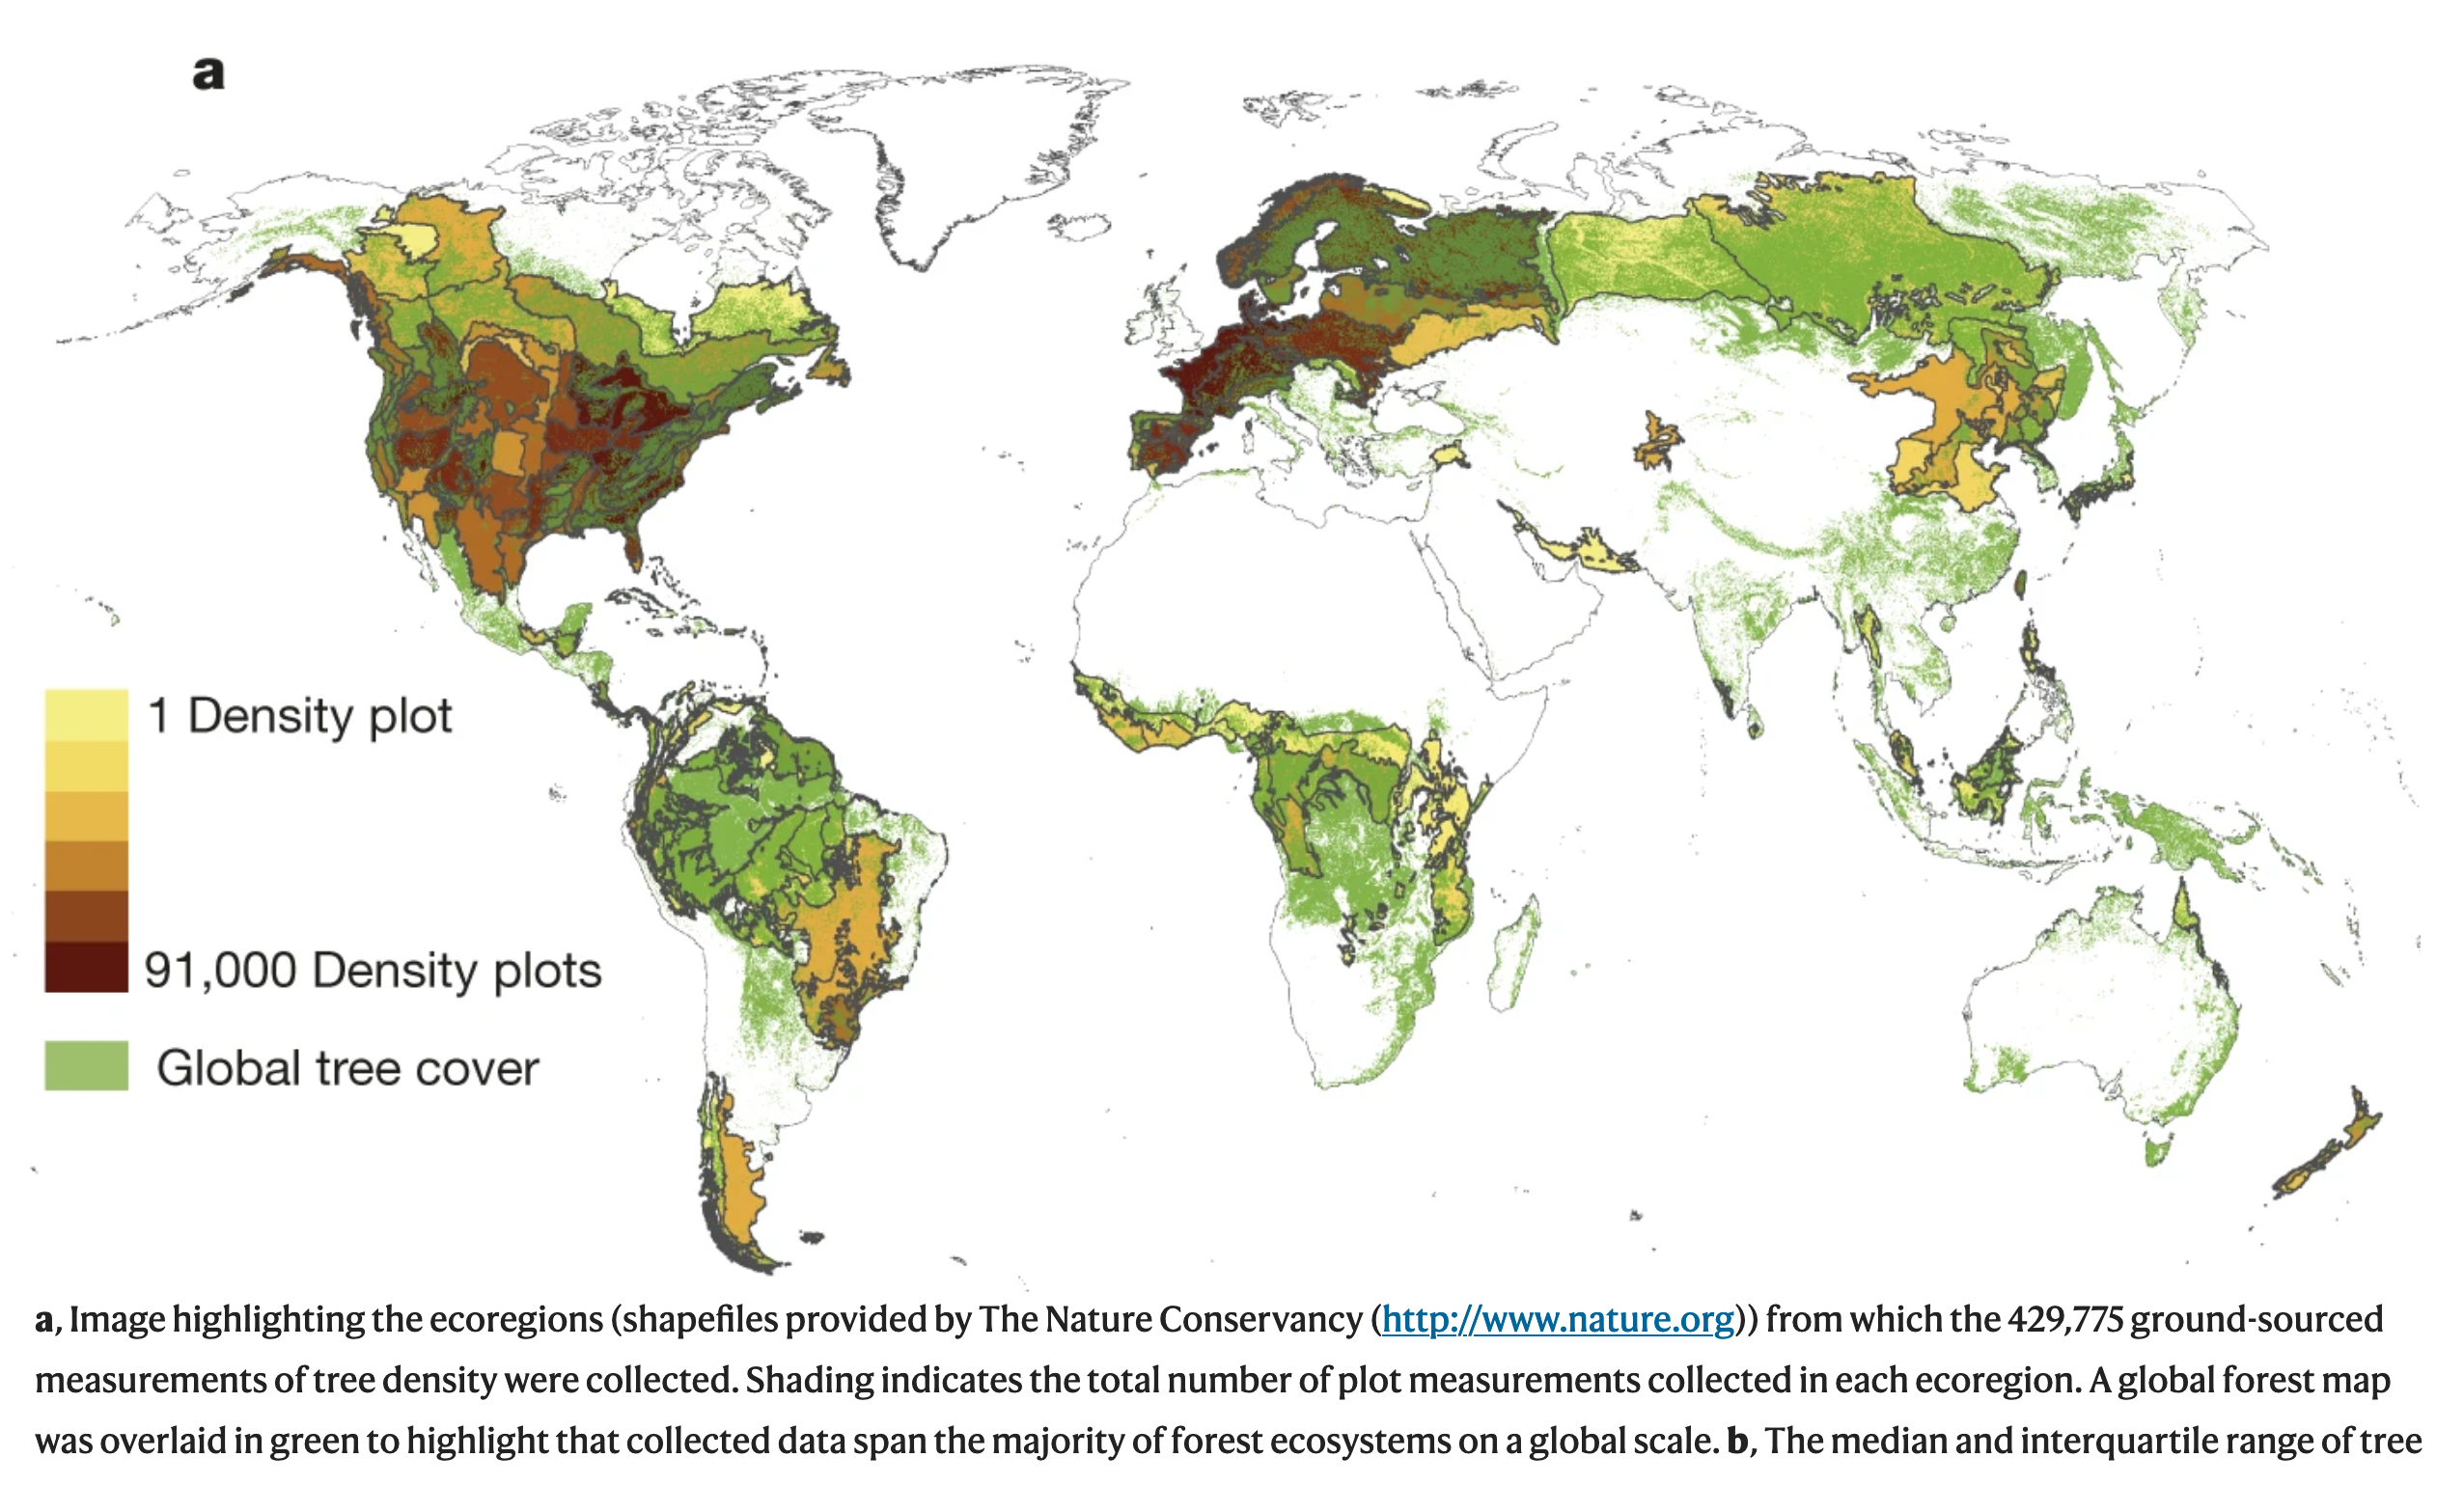 a
1 Density plot
91,000 Density plots
Global tree cover
a, Image highlighting the ecoregions (shapefiles provided by The Nature Conservancy (http://www.nature.org)) from which the 429,775 ground-sourced
measurements of tree density were collected. Shading indicates the total number of plot measurements collected in each ecoregion. A global forest map
was overlaid in green to highlight that collected data span the majority of forest ecosystems on a global scale. b, The median and interquartile range of tree